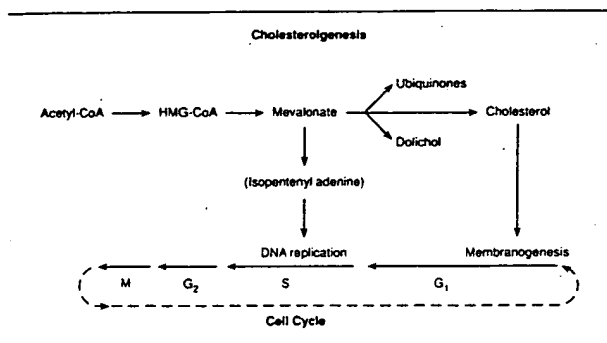 Cholesterolgenesis
Ubiquinones
Acetyl-CoA HMG-CoA Mevalonate Cholesterol
Dolichol
(Isopentenyl adenine)
DNA replication Membranogenesis
M G₂ S G₁
Cell Cycle